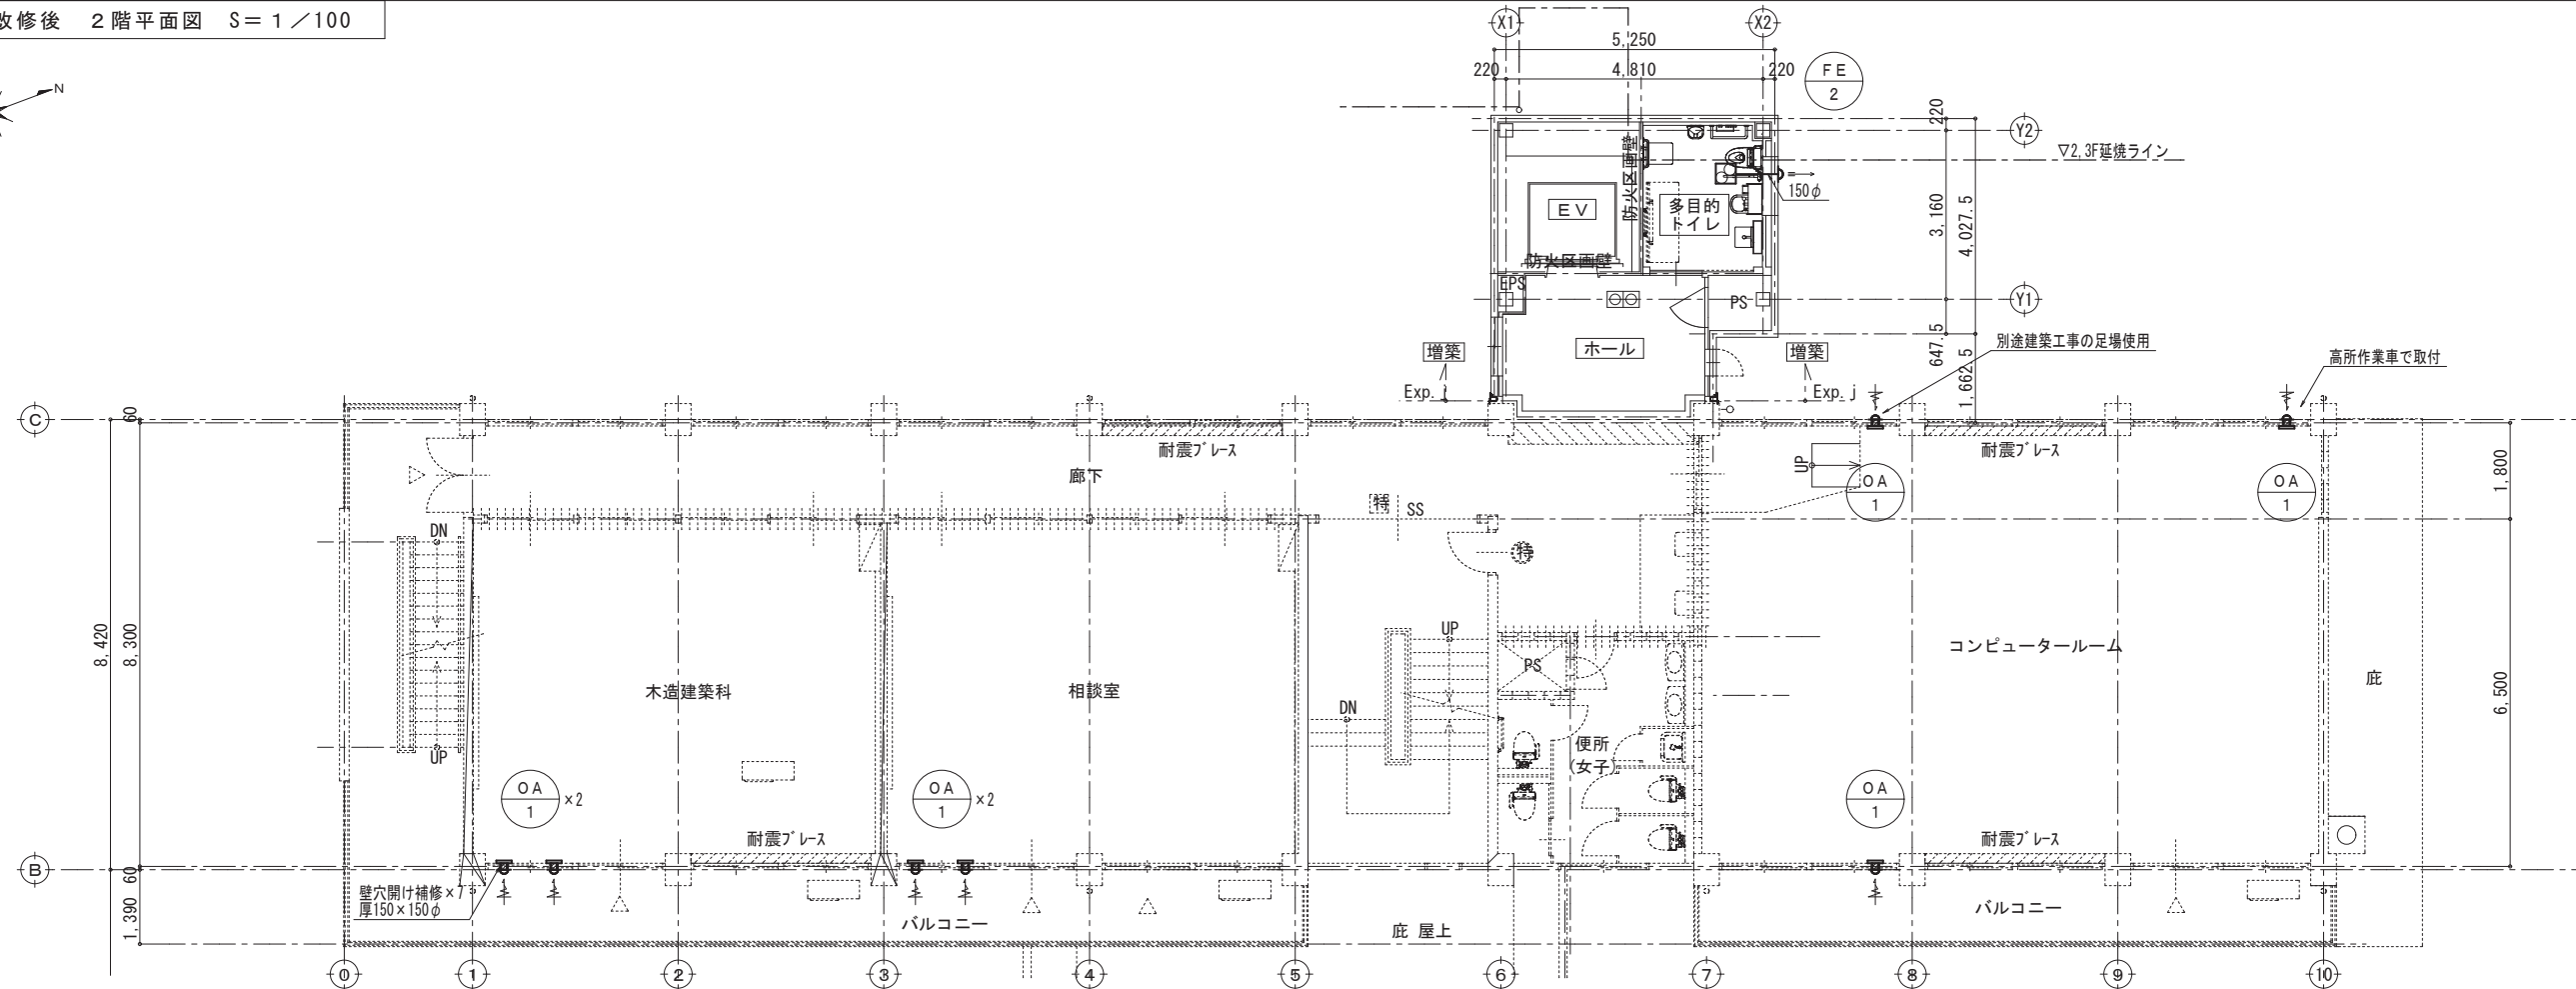 改修後　２階平面図　S＝１／100
N
X1
X2
5,250
220
4,810
220
FE
2
220
Y2
▽2,3F延焼ライン
150φ
防火区画壁
EV
多目的
トイレ
3,160
4,027.5
防火区画壁
EPS
PS
Y1
ホール
増築
増築
647.5
1,662.5
別途建築工事の足場使用
高所作業車で取付
Exp.j
Exp.j
C
60
耐震ブレース
耐震ブレース
廊下
UP
OA
1
OA
1
1,800
特
SS
DN
特
8,420
8,300
UP
コンピュータールーム
PS
木造建築科
相談室
庇
6,500
DN
便所
(女子)
UP
OA
1
×2
OA
1
×2
OA
1
耐震ブレース
耐震ブレース
B
60
壁穴開け補修×7
厚150×150φ
1,390
バルコニー
庇 屋上
バルコニー
0
1
2
3
4
5
6
7
8
9
10